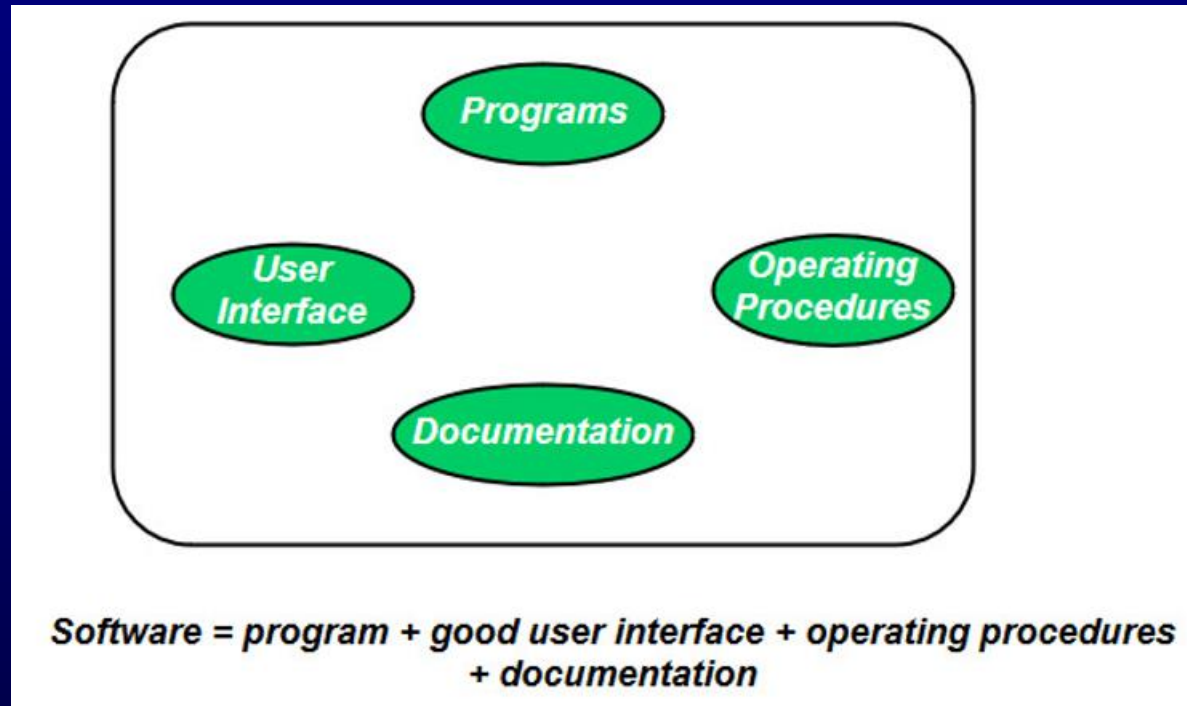 Programs
User
Interface
Operating
Procedures
Documentation
Software = program + good user interface + operating procedures
+ documentation